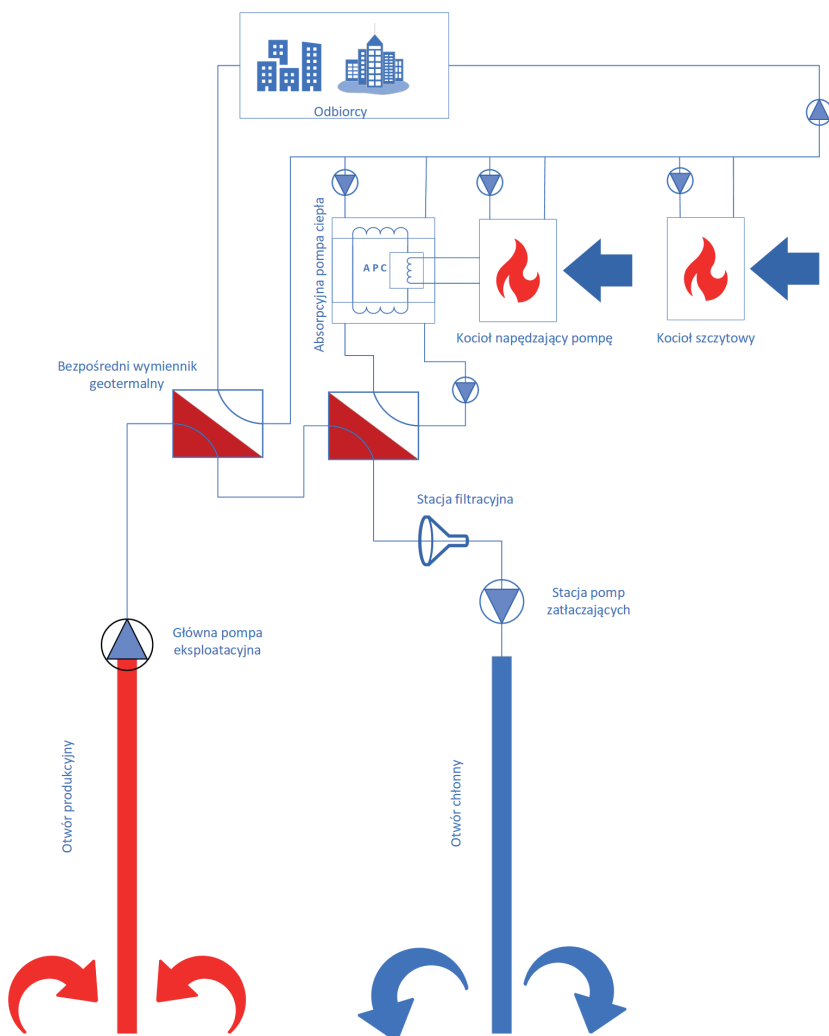 Odbiorcy
Absorpcyjna pompa ciepła
A P C
Kocioł napędzający pompę
Kocioł szczytowy
Bezpośredni wymiennik
geotermalny
Stacja filtracyjna
Stacja pomp
zatłaczających
Główna pompa
eksploatacyjna
Otwór produkcyjny
Otwór chłonny